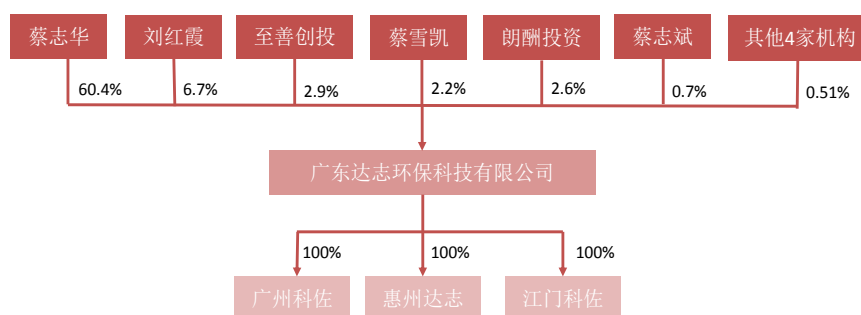 蔡志华
刘红霞
至善创投
蔡雪凯
朗酬投资
蔡志斌
其他4家机构
60.4%
6.7%
2.9%
2.2%
2.6%
0.7%
0.51%
广东达志环保科技有限公司
100%
100%
100%
广州科佐
惠州达志
江门科佐